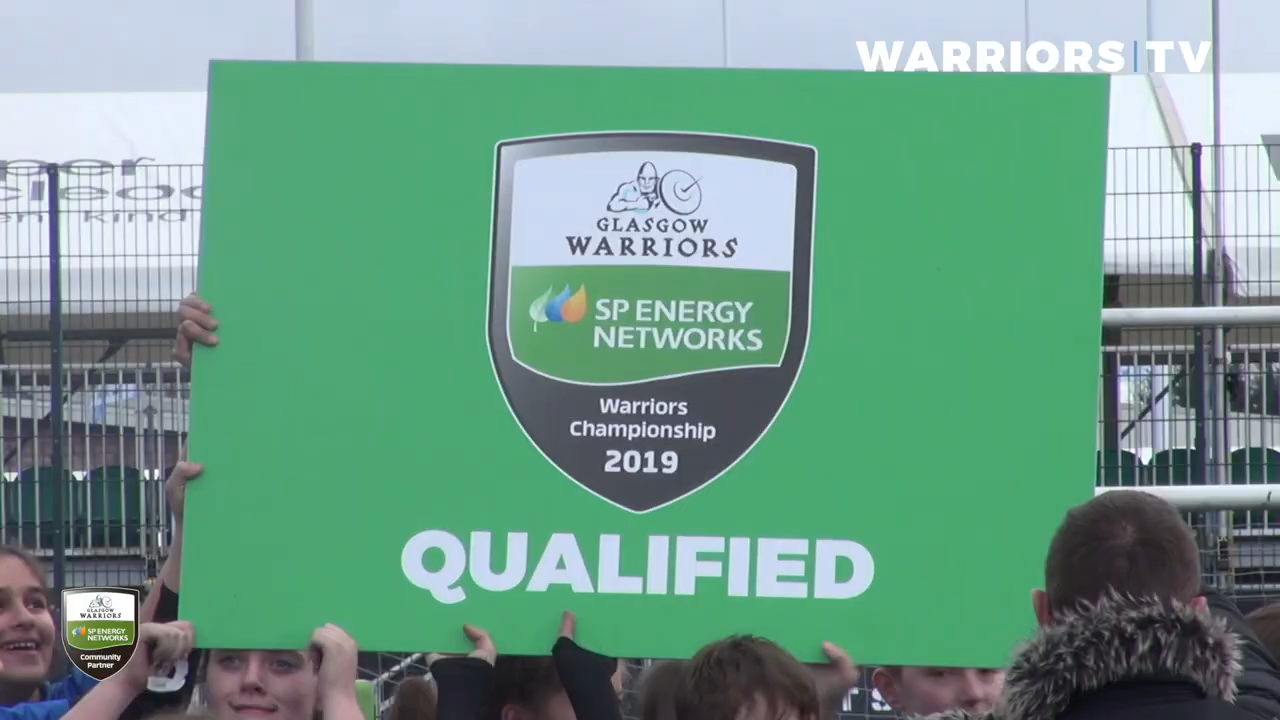 WARRIORS|TV
GLASGOW
WARRIORS
SP ENERGY
NETWORKS
Warriors
Championship
2019
QUALIFIED
GLASGOW
WARRIORS
SP ENERGY
NETWORKS
Community
Partner